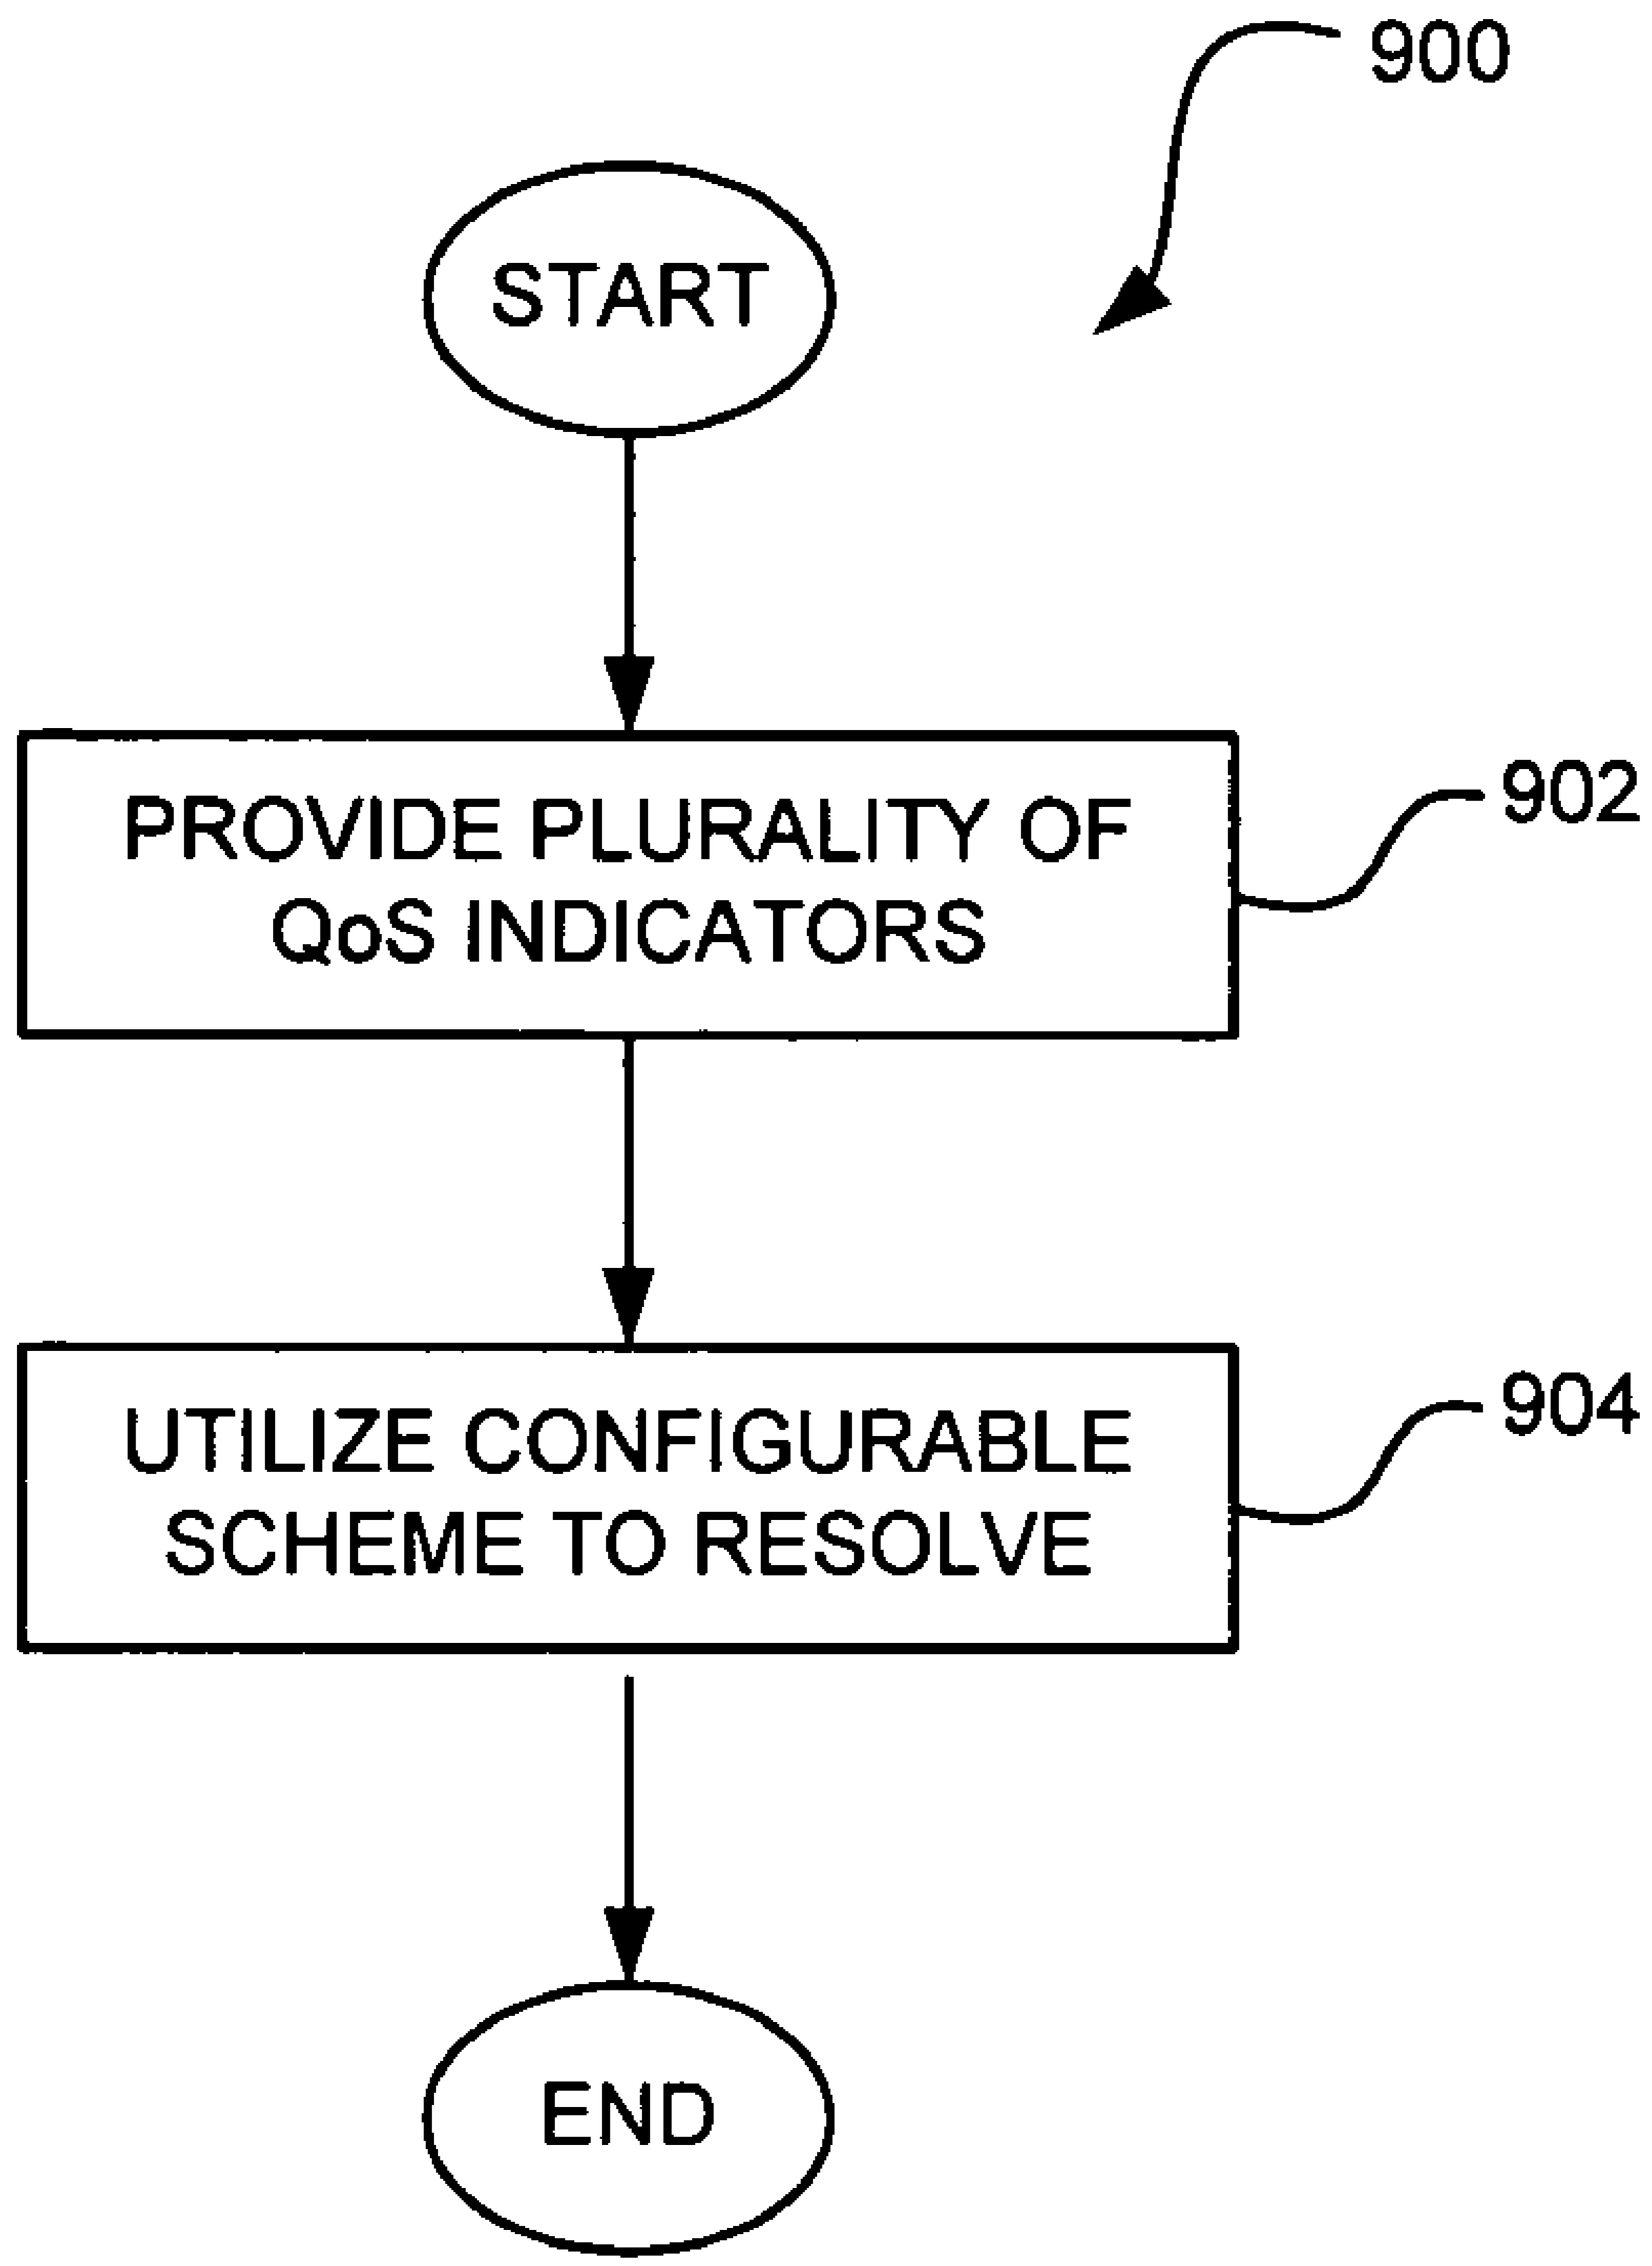 900
START
PROVIDE PLURALITY OF
QoS INDICATORS
902
UTILIZE CONFIGURABLE
SCHEME TO RESOLVE
904
END